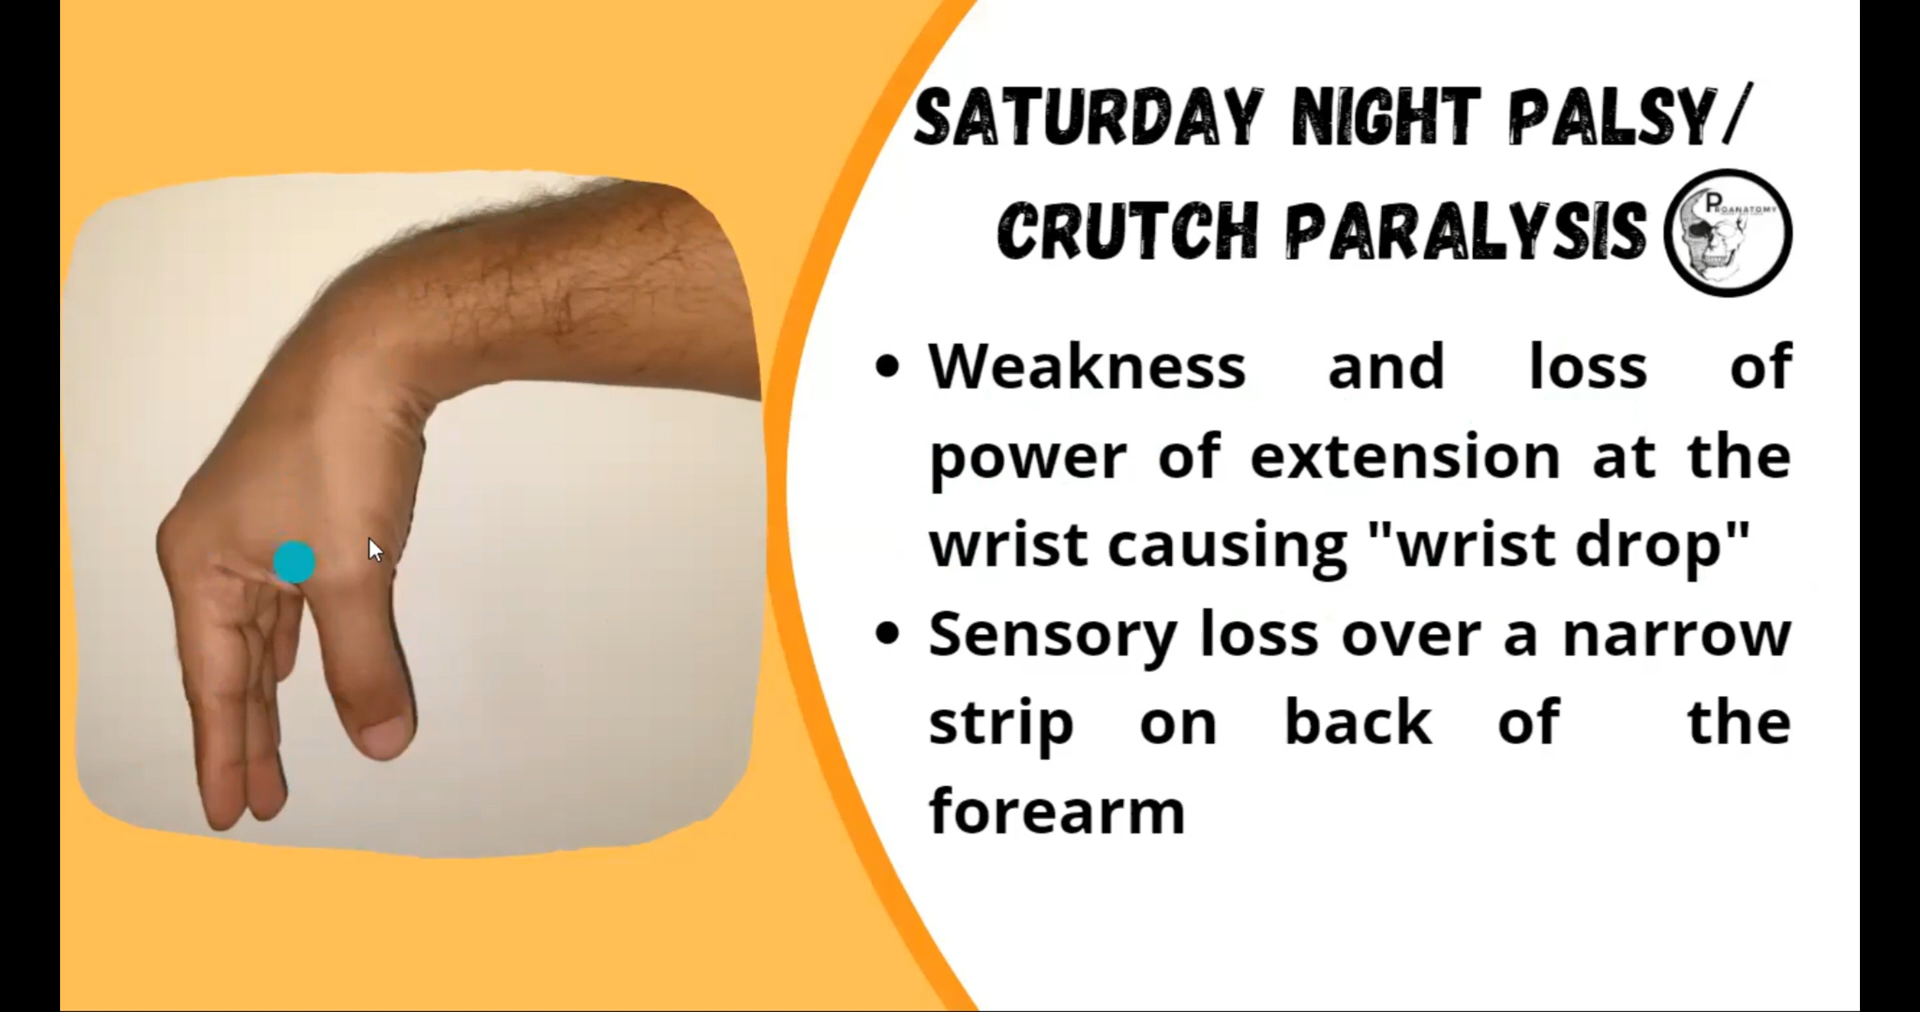 SATURDAY NIGHT PALSY/
CRUTCH PARALYSIS
PROANATOMY
• Weakness and loss of
power of extension at the
wrist causing "wrist drop"
• Sensory loss over a narrow
strip on back of the
forearm